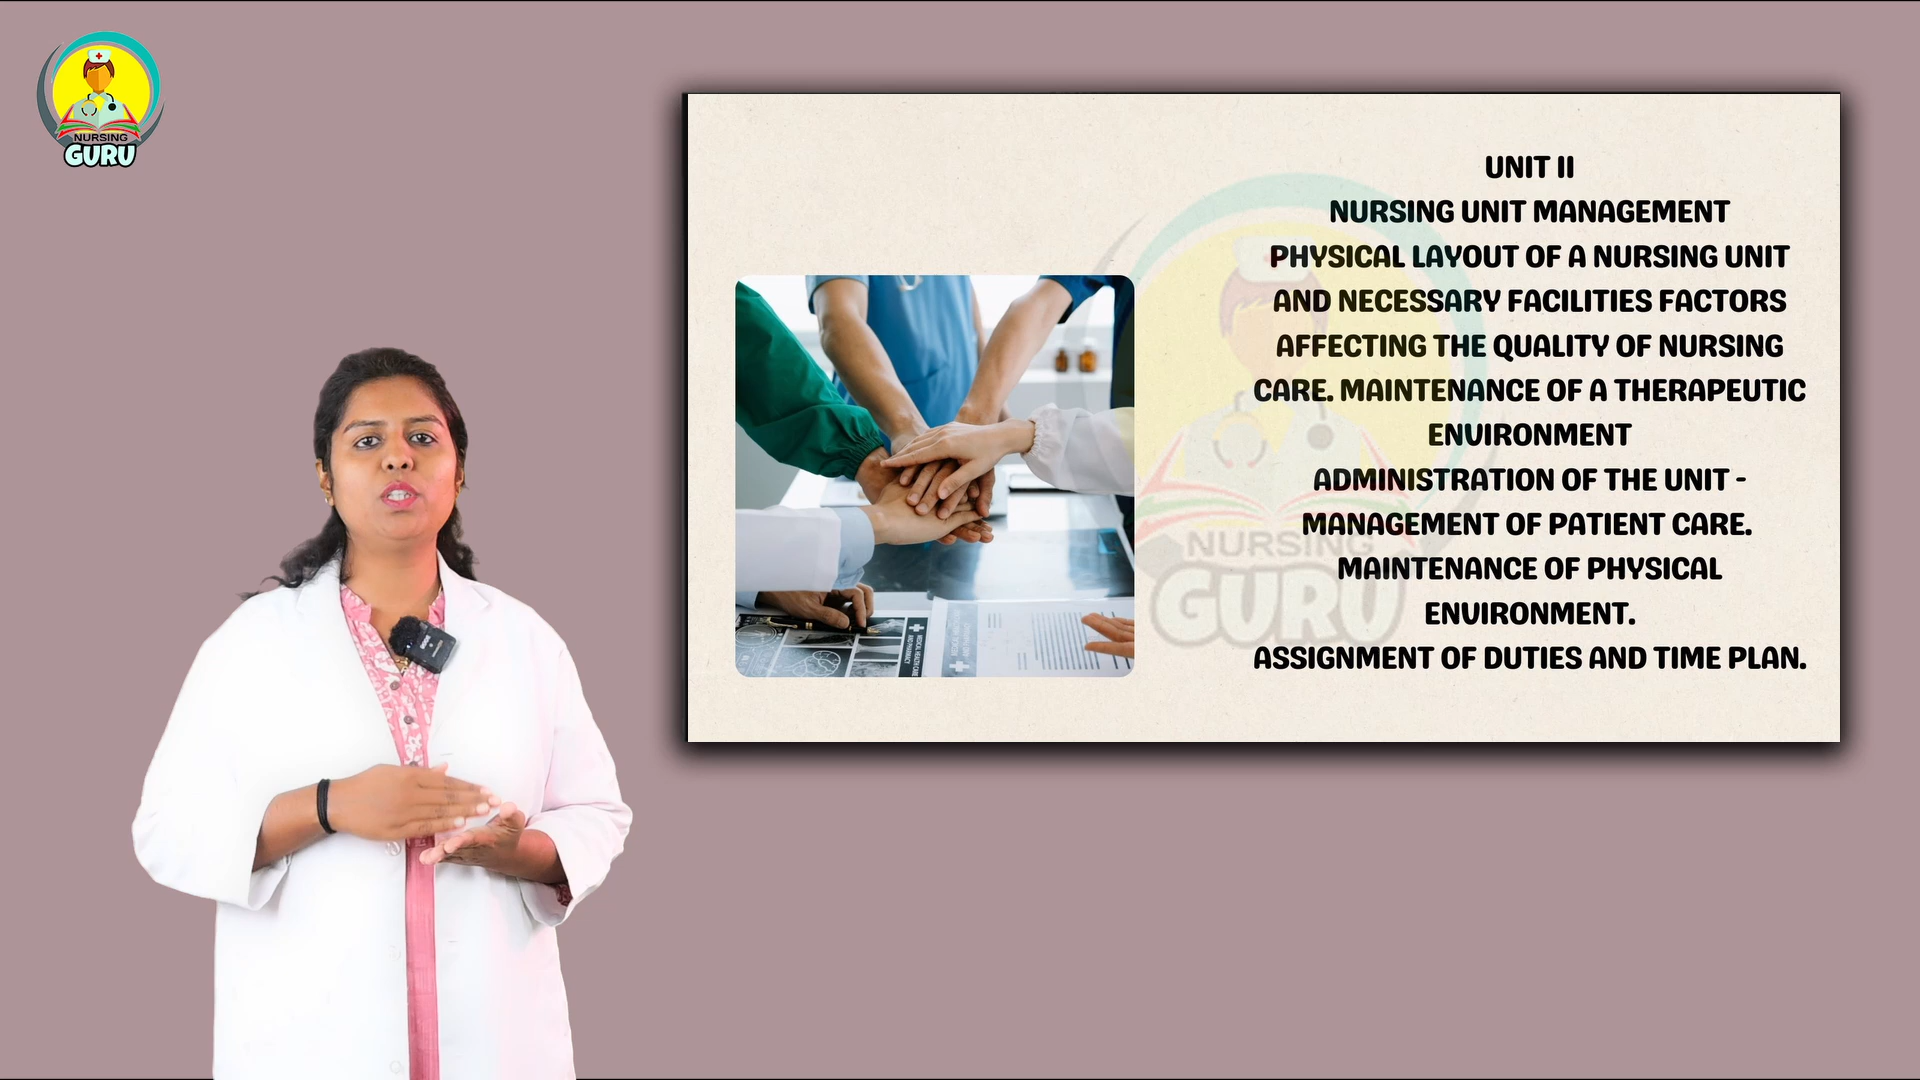 NURSING
GURU
UNIT II
NURSING UNIT MANAGEMENT
PHYSICAL LAYOUT OF A NURSING UNIT
AND NECESSARY FACILITIES FACTORS
AFFECTING THE QUALITY OF NURSING
CARE. MAINTENANCE OF A THERAPEUTIC
ENVIRONMENT
ADMINISTRATION OF THE UNIT -
MANAGEMENT OF PATIENT CARE.
MAINTENANCE OF PHYSICAL
ENVIRONMENT.
ASSIGNMENT OF DUTIES AND TIME PLAN.
NURSING
GURU